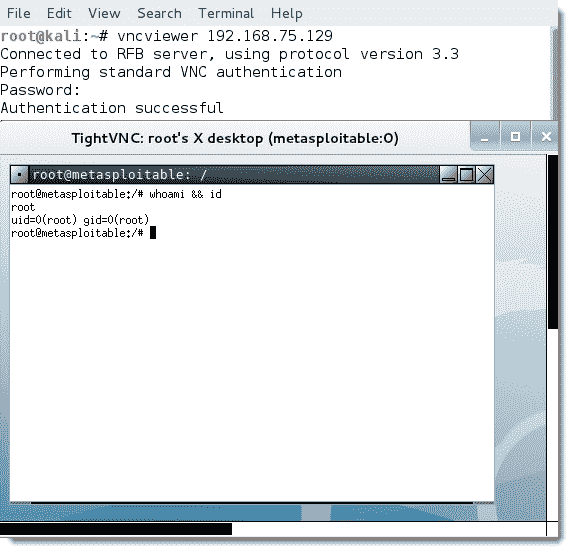 File Edit View Search Terminal Help
root@kali:~# vncviewer 192.168.75.129
Connected to RFB server, using protocol version 3.3
Performing standard VNC authentication
Password:
Authentication successful
TightVNC: root's X desktop (metasploitable:0)
root@metasploitable: /
root@metasploitable:/# whoami && id
root
uid=0(root) gid=0(root)
root@metasploitable:/#